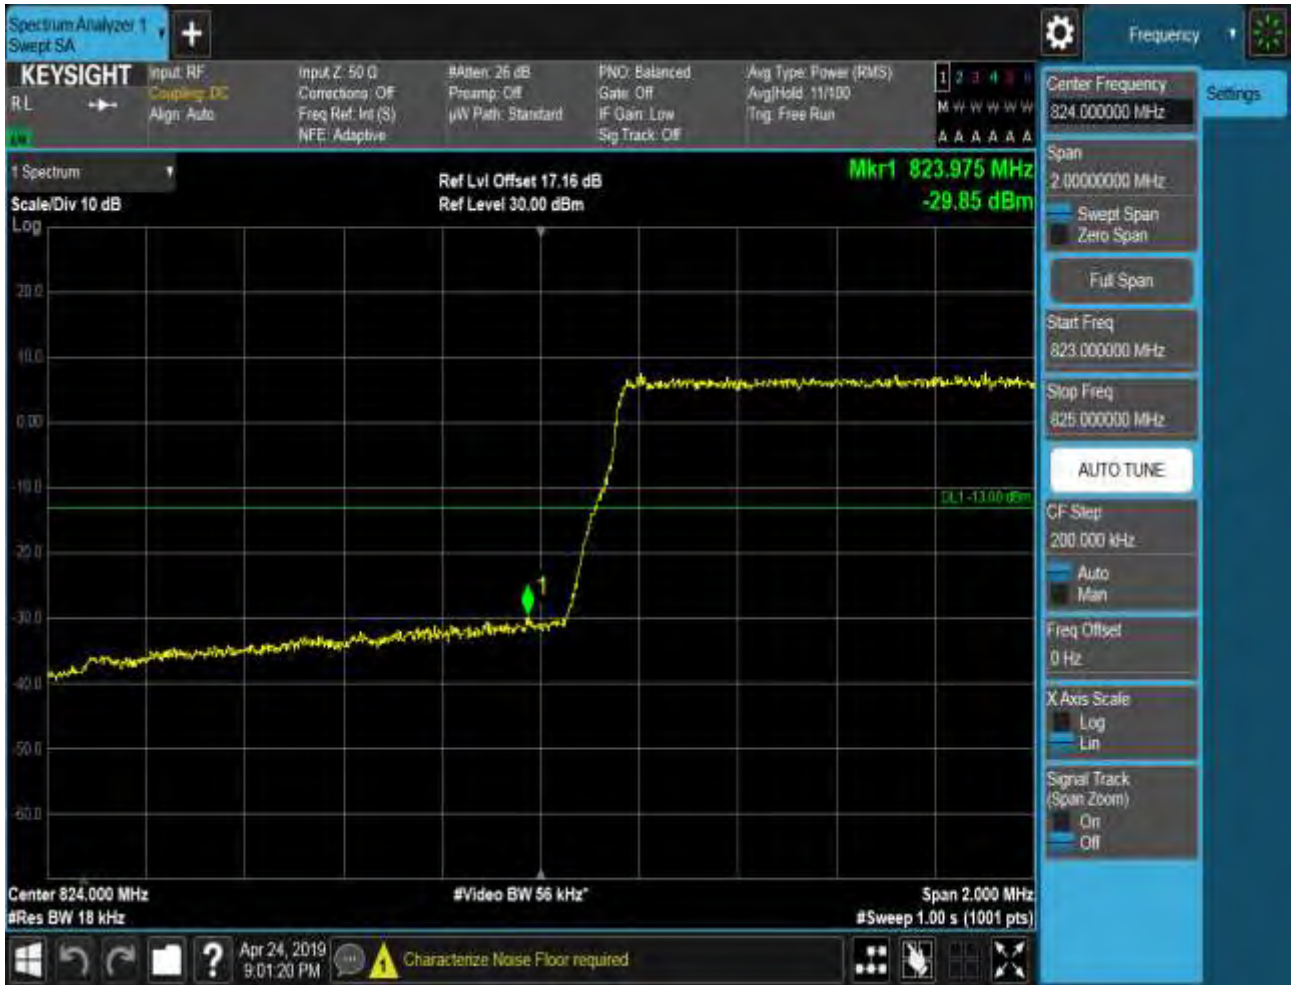 Spectrum Analyzer 1
Swept SA
Frequency
KEYSIGHT
RL
Input: RF
Coupling: DC
Align: Auto
Input Z: 50 Ω
Corrections: Off
Freq Ref: Int (S)
NFE: Adaptive
#Atten: 26 dB
Preamp: Off
µW Path: Standard
PNO: Balanced
Gate: Off
IF Gain: Low
Sig Track: Off
Avg Type: Power (RMS)
Avg|Hold: 11/100
Trig: Free Run
1 2 3 4 5 6
M W W W W W
A A A A A A
1 Spectrum
Scale/Div 10 dB
Log
Ref Lvl Offset 17.16 dB
Ref Level 30.00 dBm
Mkr1 823.975 MHz
-29.85 dBm
20.0
10.0
0.00
-10.0
DL1 -13.00 dBm
-20.0
1
-30.0
-40.0
-50.0
-60.0
Center 824.000 MHz
#Res BW 18 kHz
#Video BW 56 kHz*
Span 2.000 MHz
#Sweep 1.00 s (1001 pts)
Center Frequency
824.000000 MHz
Settings
Span
2.00000000 MHz
Swept Span
Zero Span
Full Span
Start Freq
823.000000 MHz
Stop Freq
825.000000 MHz
AUTO TUNE
CF Step
200.000 kHz
Auto
Man
Freq Offset
0 Hz
X Axis Scale
Log
Lin
Signal Track
(Span Zoom)
On
Off
?
Apr 24, 2019
9:01:20 PM
1
Characterize Noise Floor required